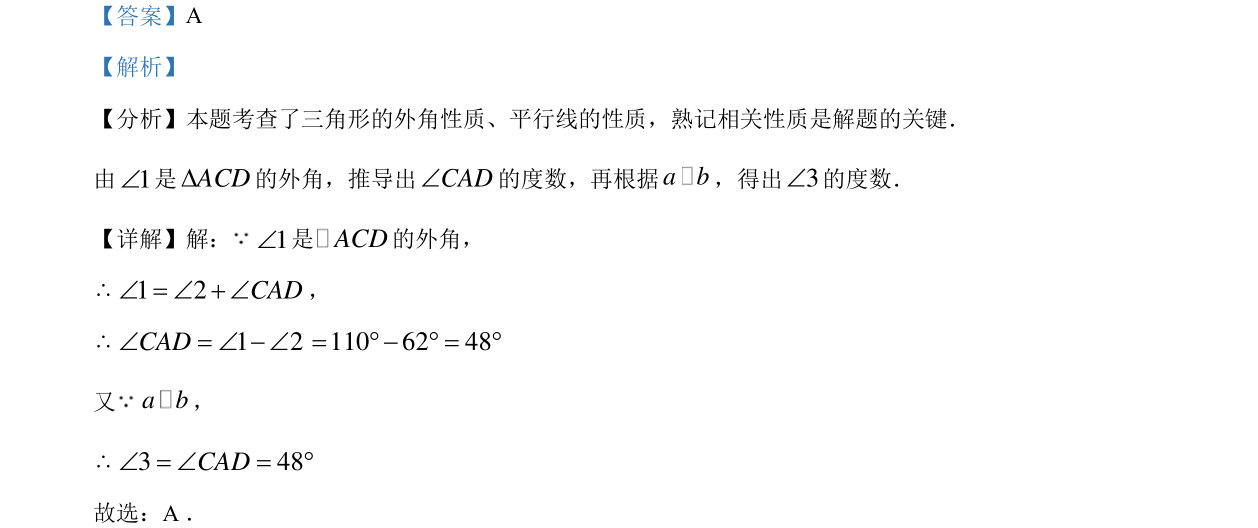 【答案】A
【解析】
【分析】本题考查了三角形的外角性质、平行线的性质，熟记相关性质是解题的关键．
由∠1是ΔACD的外角，推导出∠CAD的度数，再根据a□b，得出∠3的度数．
【详解】解：∵∠1是□ACD的外角，
∴∠1=∠2+∠CAD，
∴∠CAD=∠1−∠2=110°−62°=48°
又∵a□b，
∴∠3=∠CAD=48°
故选：A．